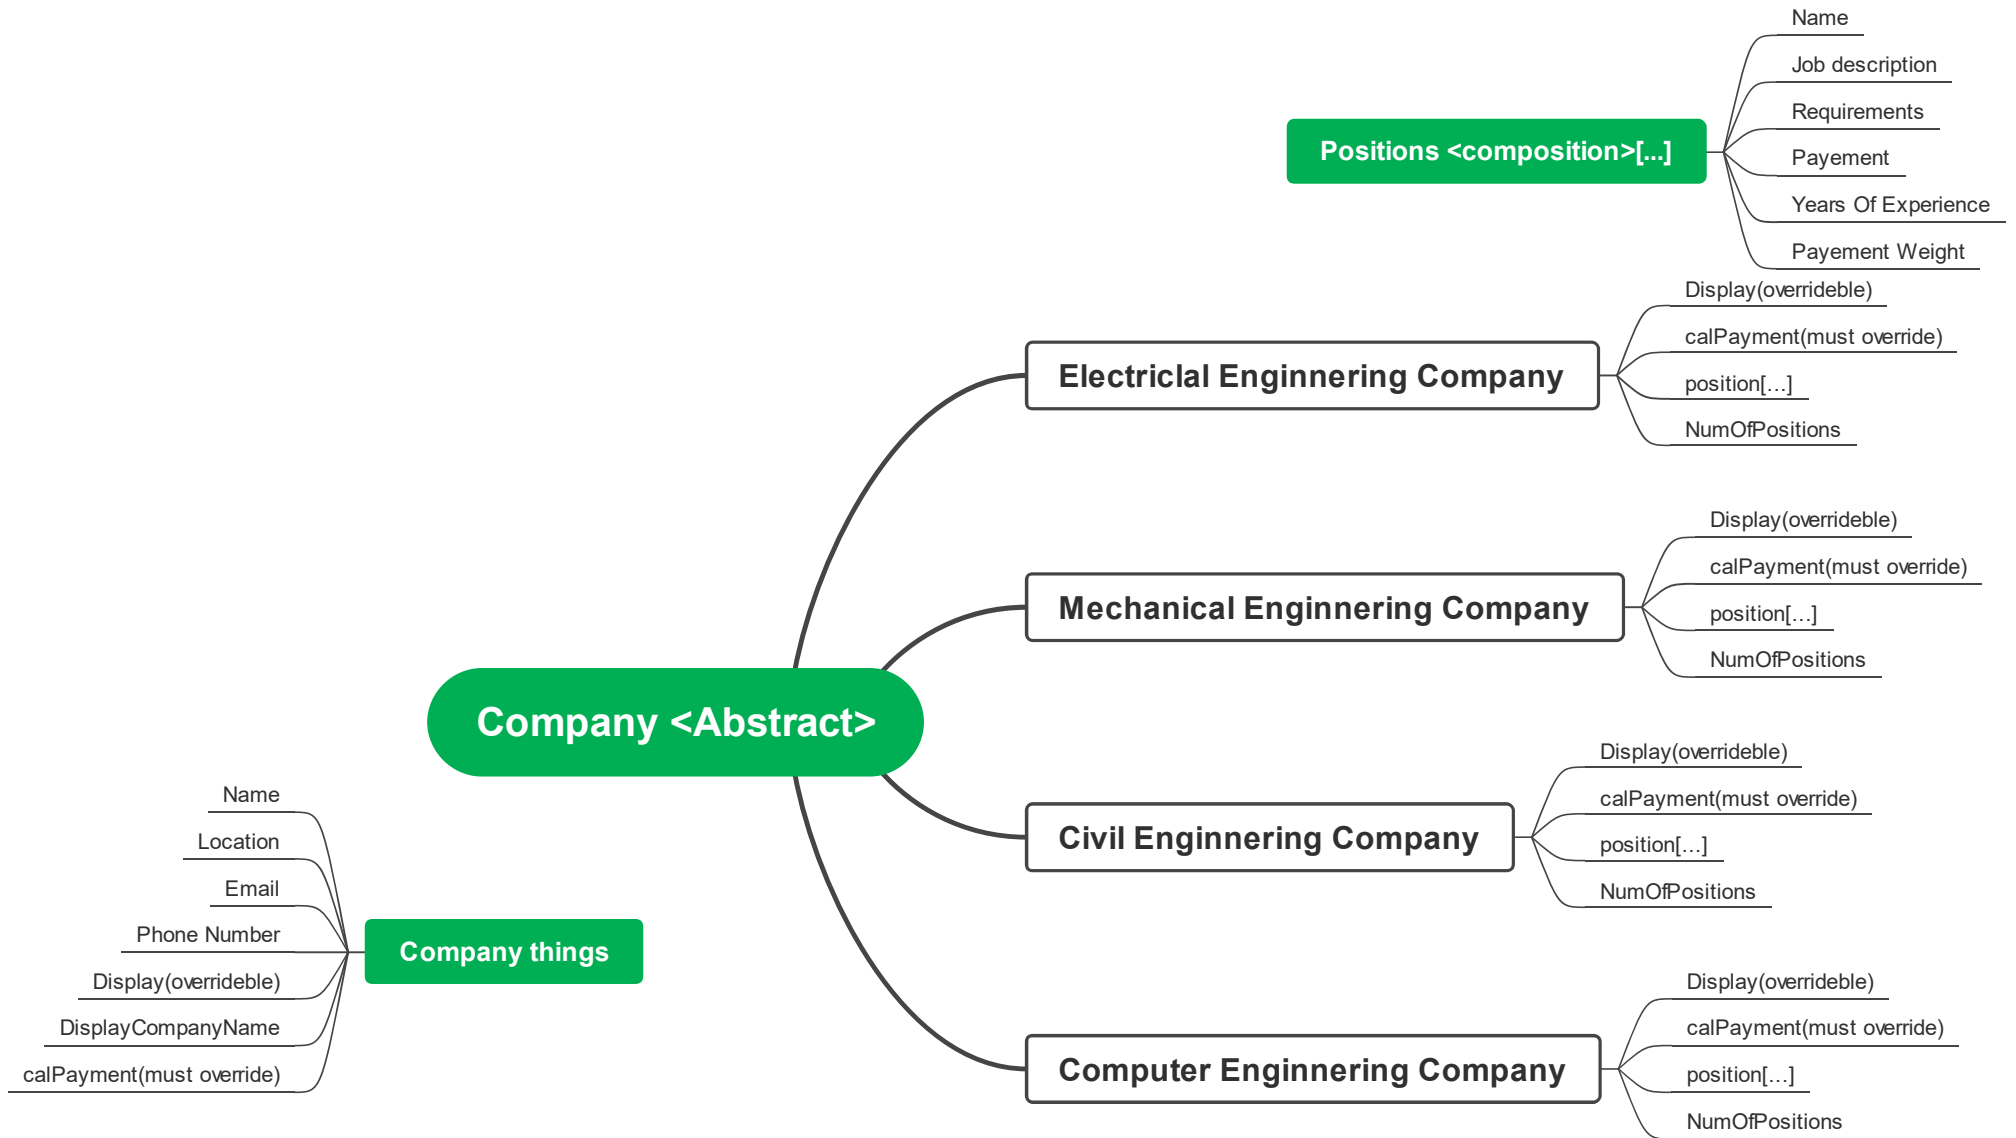 Name
Job description
Requirements
Positions <composition>[...]
Payement
Years Of Experience
Payement Weight
Display(overrideble)
calPayment(must override)
Electriclal Enginnering Company
position[...]
NumOfPositions
Display(overrideble)
calPayment(must override)
Mechanical Enginnering Company
position[...]
NumOfPositions
Company <Abstract>
Display(overrideble)
calPayment(must override)
Civil Enginnering Company
position[...]
NumOfPositions
Name
Location
Email
Phone Number
Company things
Display(overrideble)
DisplayCompanyName
calPayment(must override)
Display(overrideble)
calPayment(must override)
Computer Enginnering Company
position[...]
NumOfPositions